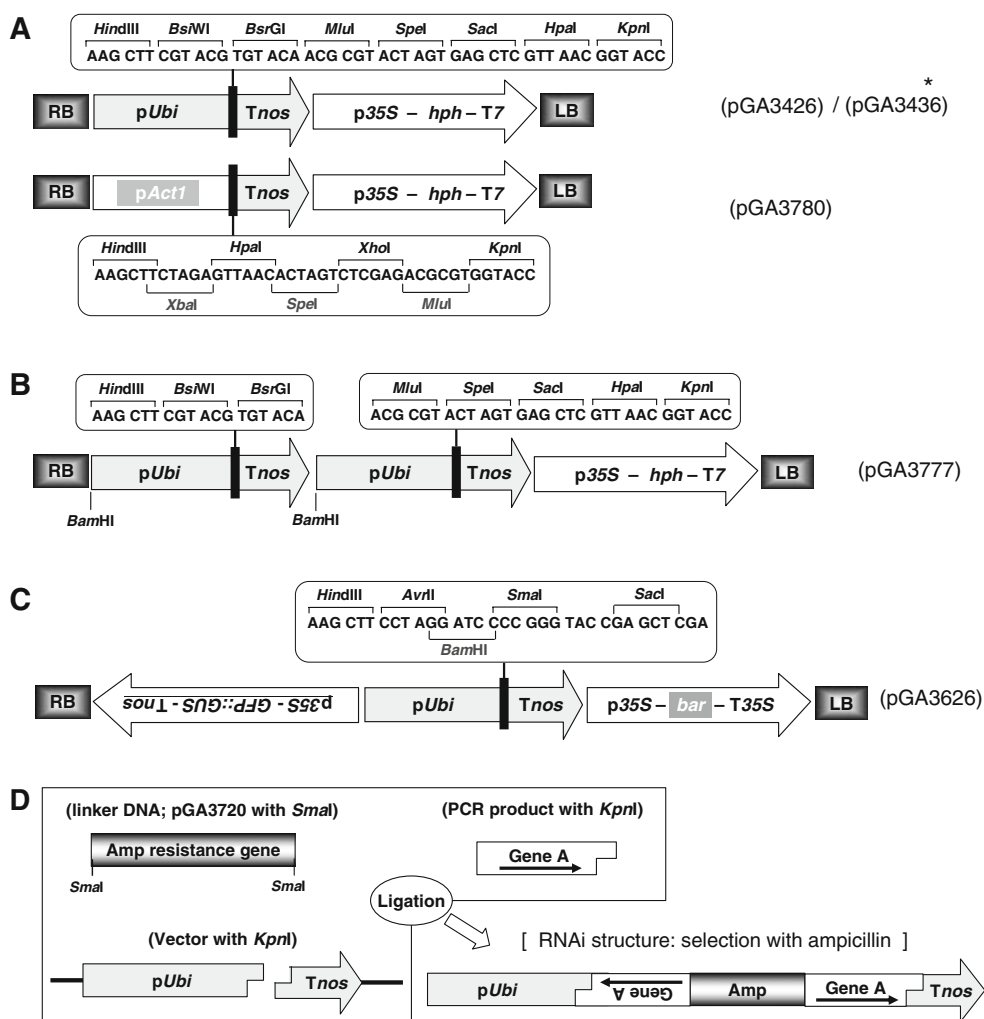 A
HindIII BsiWI BsrGI MluI SpeI SacI HpaI KpnI
AAG CTT CGT ACG TGT ACA ACG CGT ACT AGT GAG CTC GTT AAC GGT ACC
RB pUbi Tnos p35S – hph – T7 LB (pGA3426) / (pGA3436)*
RB pAct1 Tnos p35S – hph – T7 LB (pGA3780)
HindIII HpaI XhoI KpnI
AAGCTTCTAGAGTTAACACTAGTCTCGAGACGCGTGGTACC
XbaI SpeI MluI
B
HindIII BsiWI BsrGI
AAG CTT CGT ACG TGT ACA
MluI SpeI SacI HpaI KpnI
ACG CGT ACT AGT GAG CTC GTT AAC GGT ACC
RB pUbi Tnos pUbi Tnos p35S – hph – T7 LB (pGA3777)
BamHI BamHI
C
HindIII AvrII SmaI SacI
AAG CTT CCT AGG ATC CCC GGG TAC CGA GCT CGA
BamHI
RB p35S - GFP::GUS - Tnos pUbi Tnos p35S – bar – T35S LB (pGA3626)
D
(linker DNA; pGA3720 with SmaI)
Amp resistance gene
SmaI SmaI
(PCR product with KpnI)
Gene A
Ligation
(Vector with KpnI)
pUbi Tnos
[ RNAi structure: selection with ampicillin ]
pUbi Gene A Amp Gene A Tnos